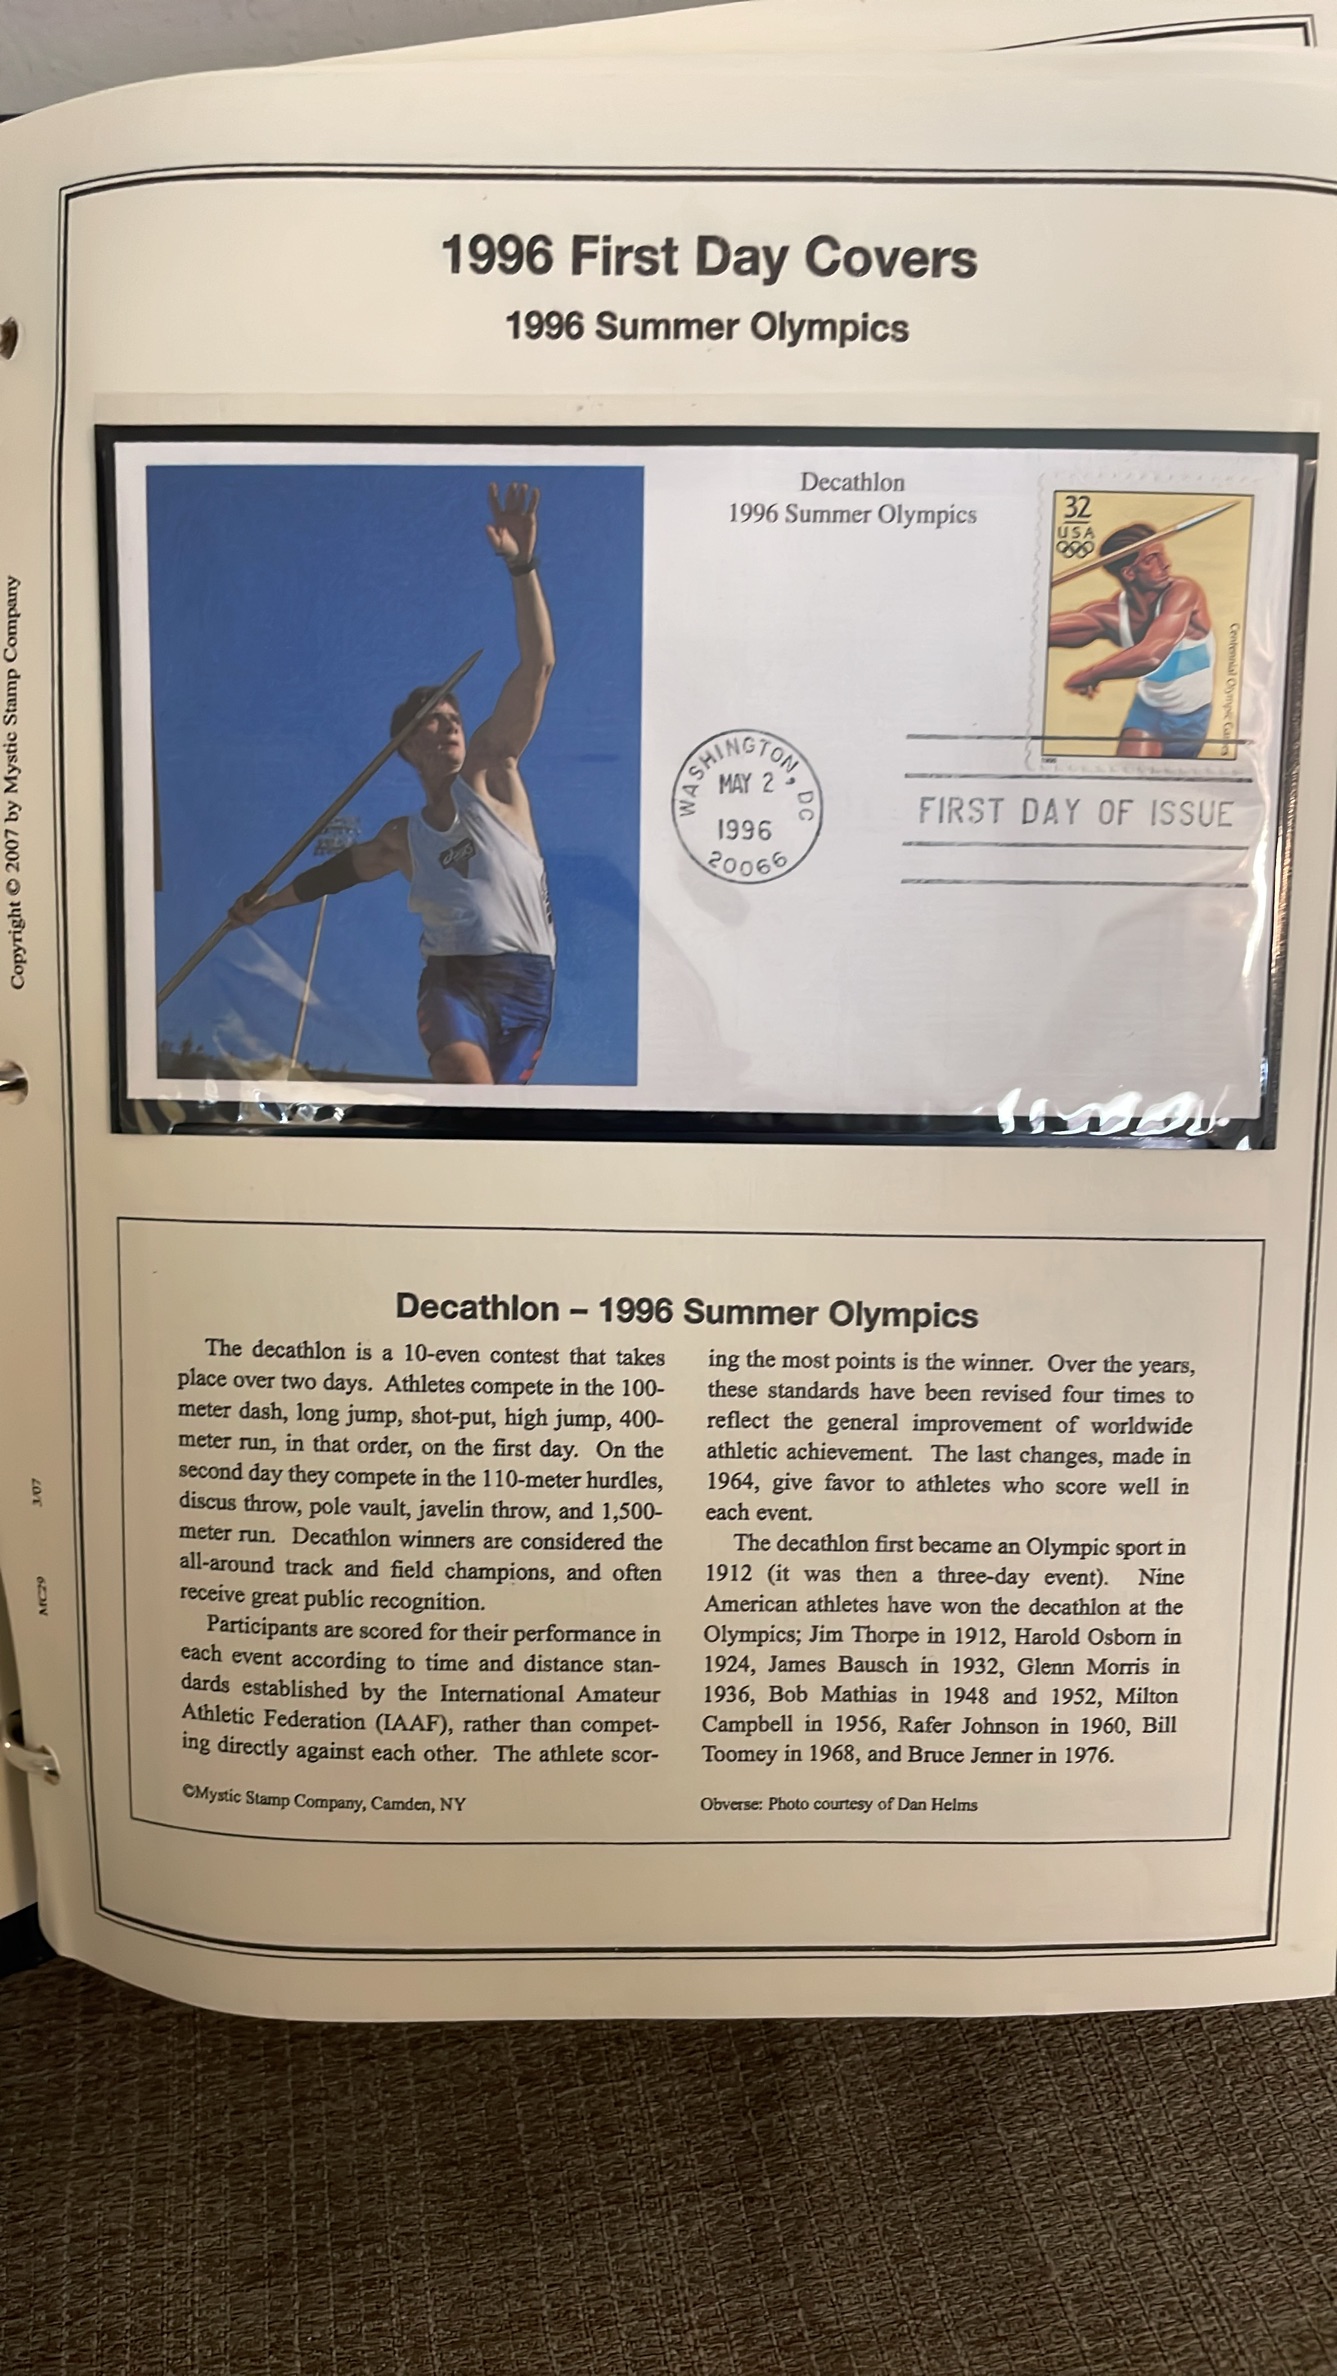 1996 First Day Covers
1996 Summer Olympics
Decathlon
1996 Summer Olympics
32
USA
Centennial Olympic Games
1996
WASHINGTON, DC
MAY 2
1996
20066
FIRST DAY OF ISSUE
asics
Copyright © 2007 by Mystic Stamp Company
3/07
MC29
Decathlon – 1996 Summer Olympics
The decathlon is a 10-even contest that takes
place over two days. Athletes compete in the 100-
meter dash, long jump, shot-put, high jump, 400-
meter run, in that order, on the first day. On the
second day they compete in the 110-meter hurdles,
discus throw, pole vault, javelin throw, and 1,500-
meter run. Decathlon winners are considered the
all-around track and field champions, and often
receive great public recognition.
Participants are scored for their performance in
each event according to time and distance stan-
dards established by the International Amateur
Athletic Federation (IAAF), rather than compet-
ing directly against each other. The athlete scor-
©Mystic Stamp Company, Camden, NY
ing the most points is the winner. Over the years,
these standards have been revised four times to
reflect the general improvement of worldwide
athletic achievement. The last changes, made in
1964, give favor to athletes who score well in
each event.
The decathlon first became an Olympic sport in
1912 (it was then a three-day event). Nine
American athletes have won the decathlon at the
Olympics; Jim Thorpe in 1912, Harold Osborn in
1924, James Bausch in 1932, Glenn Morris in
1936, Bob Mathias in 1948 and 1952, Milton
Campbell in 1956, Rafer Johnson in 1960, Bill
Toomey in 1968, and Bruce Jenner in 1976.
Obverse: Photo courtesy of Dan Helms